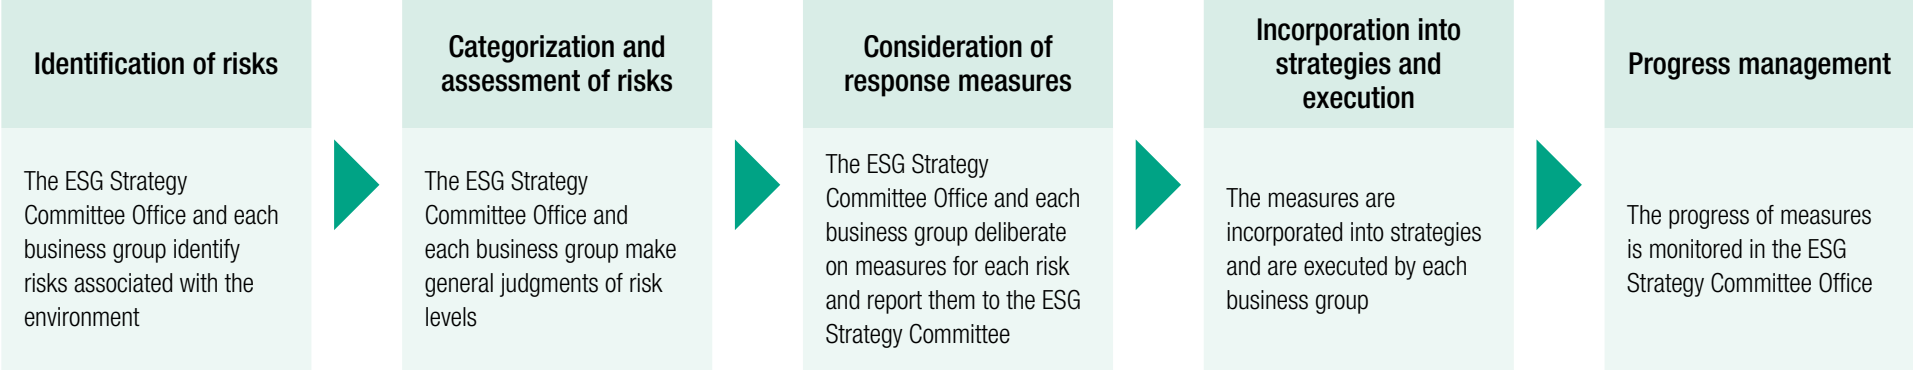 Identification of risks
The ESG Strategy
Committee Office and each
business group identify
risks associated with the
environment
Categorization and
assessment of risks
The ESG Strategy
Committee Office and
each business group make
general judgments of risk
levels
Consideration of
response measures
The ESG Strategy
Committee Office and each
business group deliberate
on measures for each risk
and report them to the ESG
Strategy Committee
Incorporation into
strategies and
execution
The measures are
incorporated into strategies
and are executed by each
business group
Progress management
The progress of measures
is monitored in the ESG
Strategy Committee Office